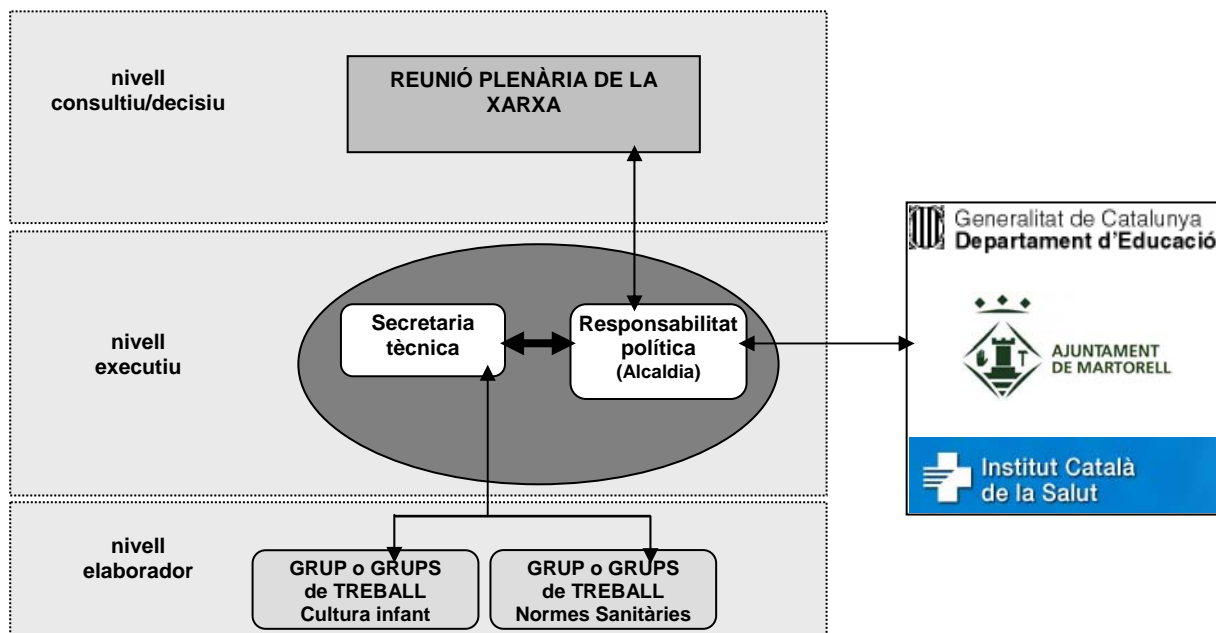 nivell
consultiu/decisiu
REUNIÓ PLENÀRIA DE LA
XARXA
nivell
executiu
Secretaria
tècnica
Responsabilitat
política
(Alcaldia)
Generalitat de Catalunya
Departament d'Educació
AJUNTAMENT
DE MARTORELL
Institut Català
de la Salut
nivell
elaborador
GRUP o GRUPS
de TREBALL
Cultura infant
GRUP o GRUPS
de TREBALL
Normes Sanitàries